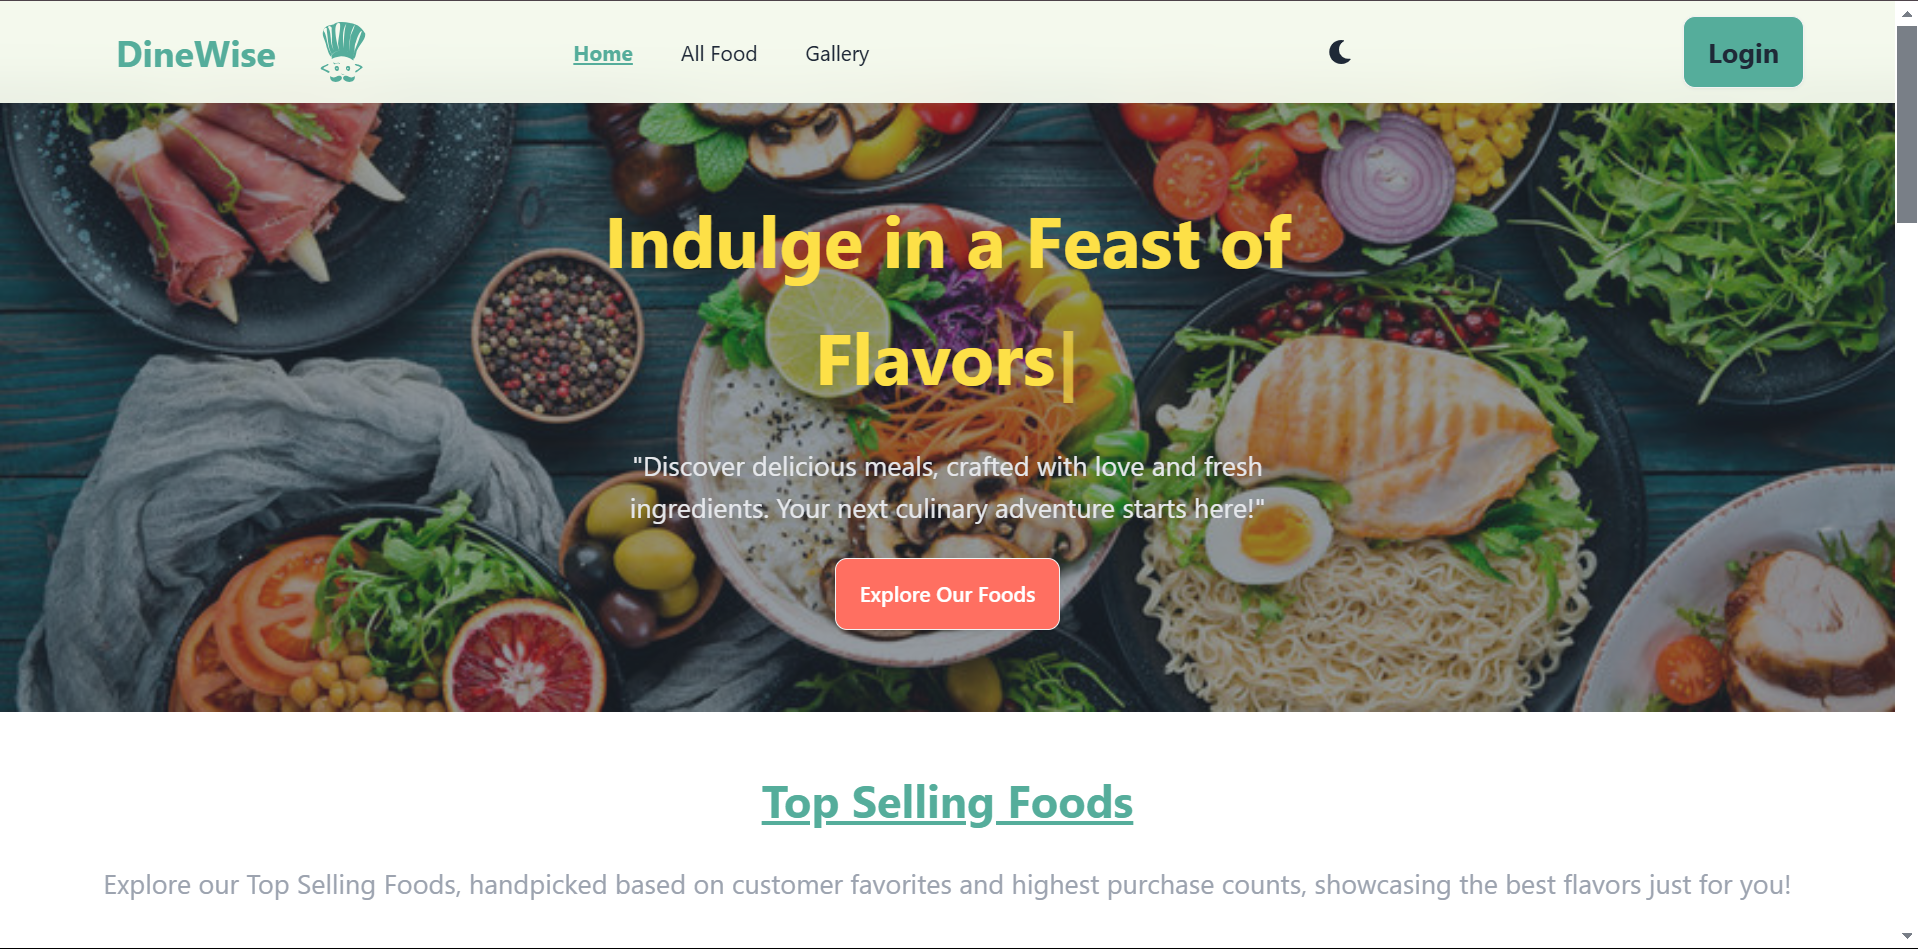 DineWise
Home
All Food
Gallery
Login
Indulge in a Feast of
Flavors|
"Discover delicious meals, crafted with love and fresh
ingredients. Your next culinary adventure starts here!"
Explore Our Foods
Top Selling Foods
Explore our Top Selling Foods, handpicked based on customer favorites and highest purchase counts, showcasing the best flavors just for you!